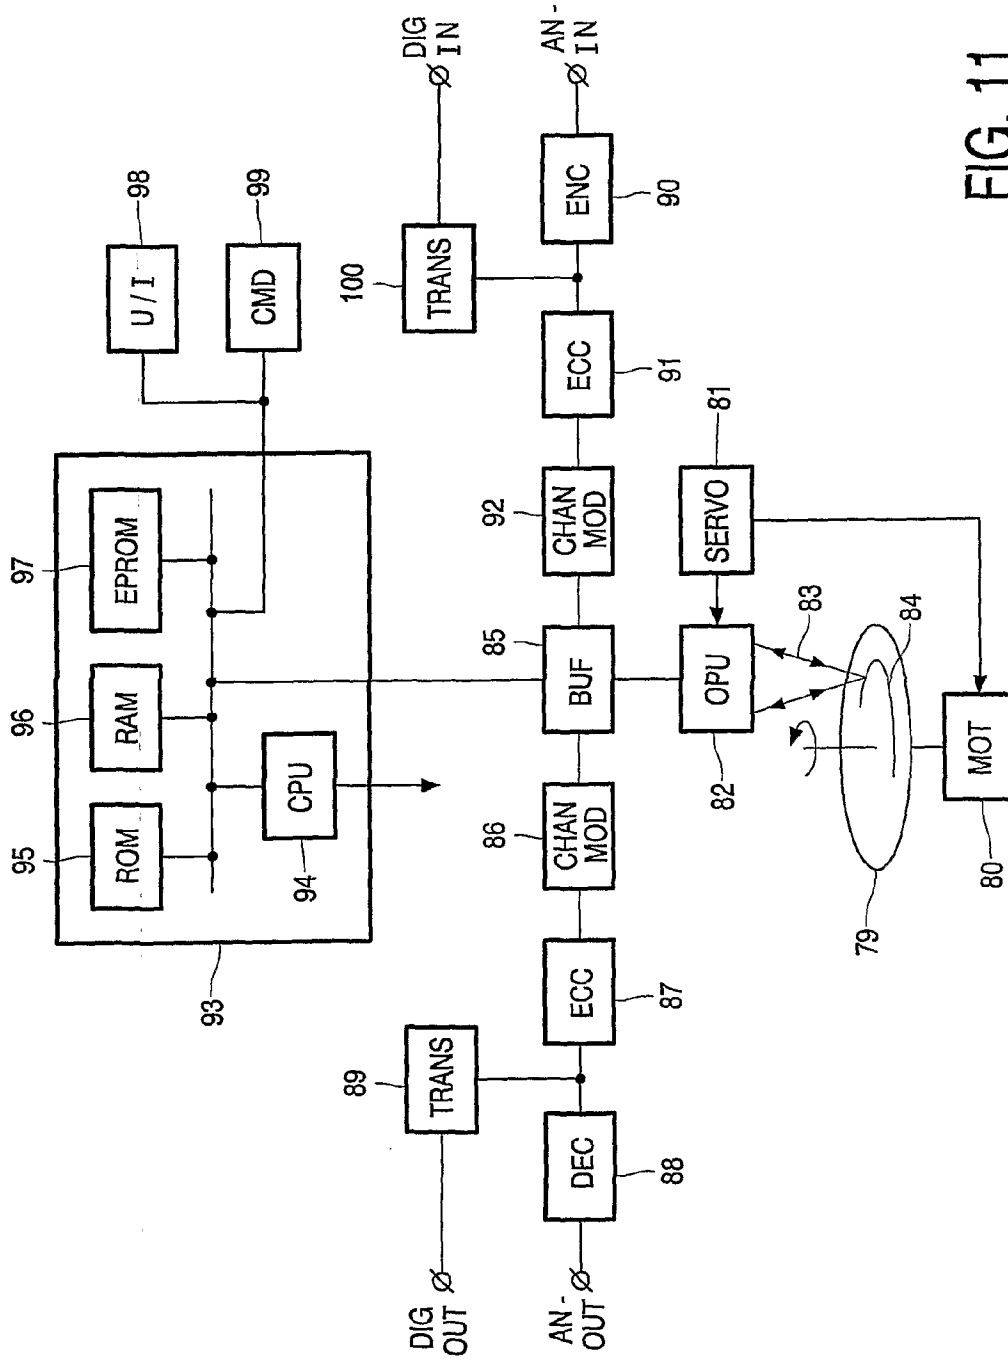 DIG
IN
AN-
IN
98
U/I
99
CMD
100
TRANS
ENC
90
97
EPROM
ECC
91
96
RAM
92
CHAN
MOD
81
SERVO
95
ROM
CPU
94
85
BUF
OPU
82
83
84
86
CHAN
MOD
MOT
80
79
93
ECC
87
89
TRANS
DEC
88
DIG
OUT
AN-
OUT
FIG. 11